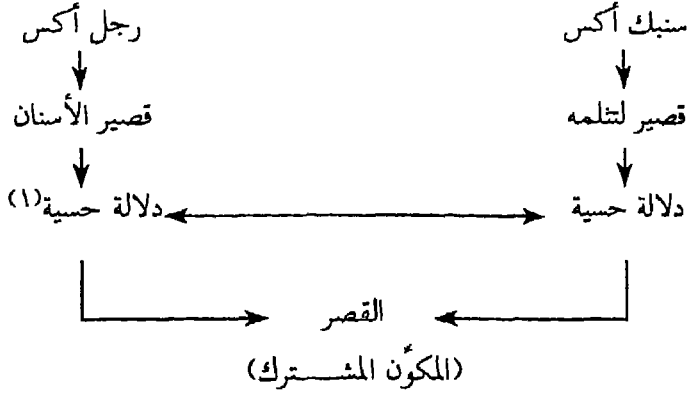 سنبك أكس
رجل أكس
قصير لتثلمه
قصير الأسنان
دلالة حسية
دلالة حسية(١)
القصر
(المكوّن المشترك)